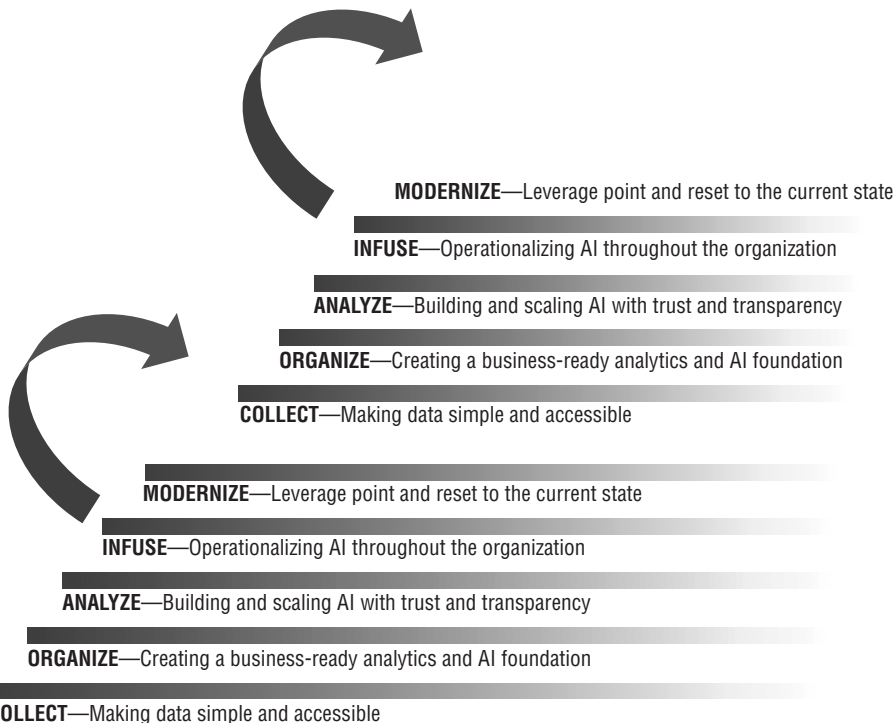 MODERNIZE—Leverage point and reset to the current state
INFUSE—Operationalizing AI throughout the organization
ANALYZE—Building and scaling AI with trust and transparency
ORGANIZE—Creating a business-ready analytics and AI foundation
COLLECT—Making data simple and accessible
MODERNIZE—Leverage point and reset to the current state
INFUSE—Operationalizing AI throughout the organization
ANALYZE—Building and scaling AI with trust and transparency
ORGANIZE—Creating a business-ready analytics and AI foundation
OLLECT—Making data simple and accessible